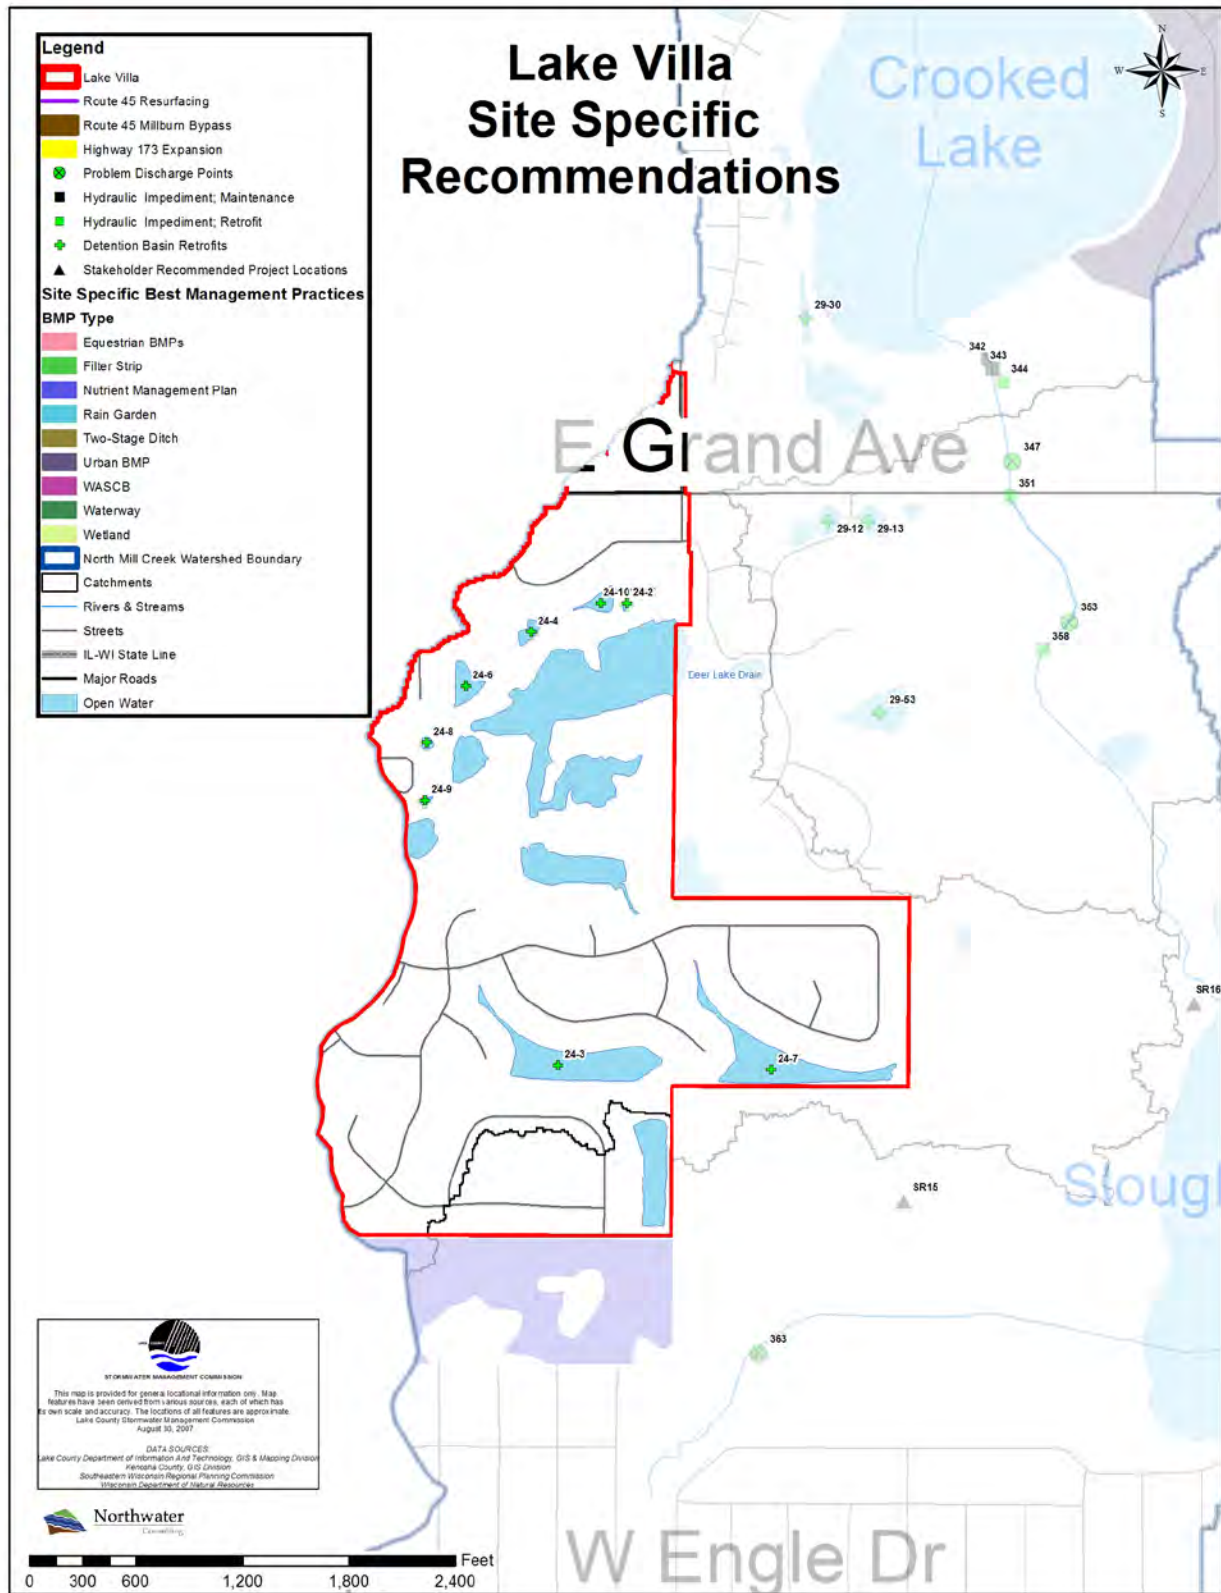 Lake Villa
Site Specific
Recommendations
Legend
Lake Villa
Route 45 Resurfacing
Route 45 Millburn Bypass
Highway 173 Expansion
Problem Discharge Points
Hydraulic Impediment; Maintenance
Hydraulic Impediment; Retrofit
Detention Basin Retrofits
Stakeholder Recommended Project Locations
Site Specific Best Management Practices
BMP Type
Equestrian BMPs
Filter Strip
Nutrient Management Plan
Rain Garden
Two-Stage Ditch
Urban BMP
WASCB
Waterway
Wetland
North Mill Creek Watershed Boundary
Catchments
Rivers & Streams
Streets
IL-WI State Line
Major Roads
Open Water
N
W E
S
Crooked
Lake
29-30
342
343
344
E Grand Ave
347
351
29-12
29-13
24-10
24-2
24-4
353
358
24-6
Deer Lake Drain
29-53
24-8
24-9
SR16
24-3
24-7
SR15
Slough
363
W Engle Dr
STORMWATER MANAGEMENT COMMISSION
This map is provided for general locational information only. Map
features have been derived from various sources, each of which has
its own scale and accuracy. The locations of all features are approximate.
Lake County Stormwater Management Commission
August 30, 2007
DATA SOURCES:
Lake County Department of Information And Technology, GIS & Mapping Division
Kenosha County, GIS Division
Southeastern Wisconsin Regional Planning Commission
Wisconsin Department of Natural Resources
Northwater
Consulting
Feet
0 300 600 1,200 1,800 2,400